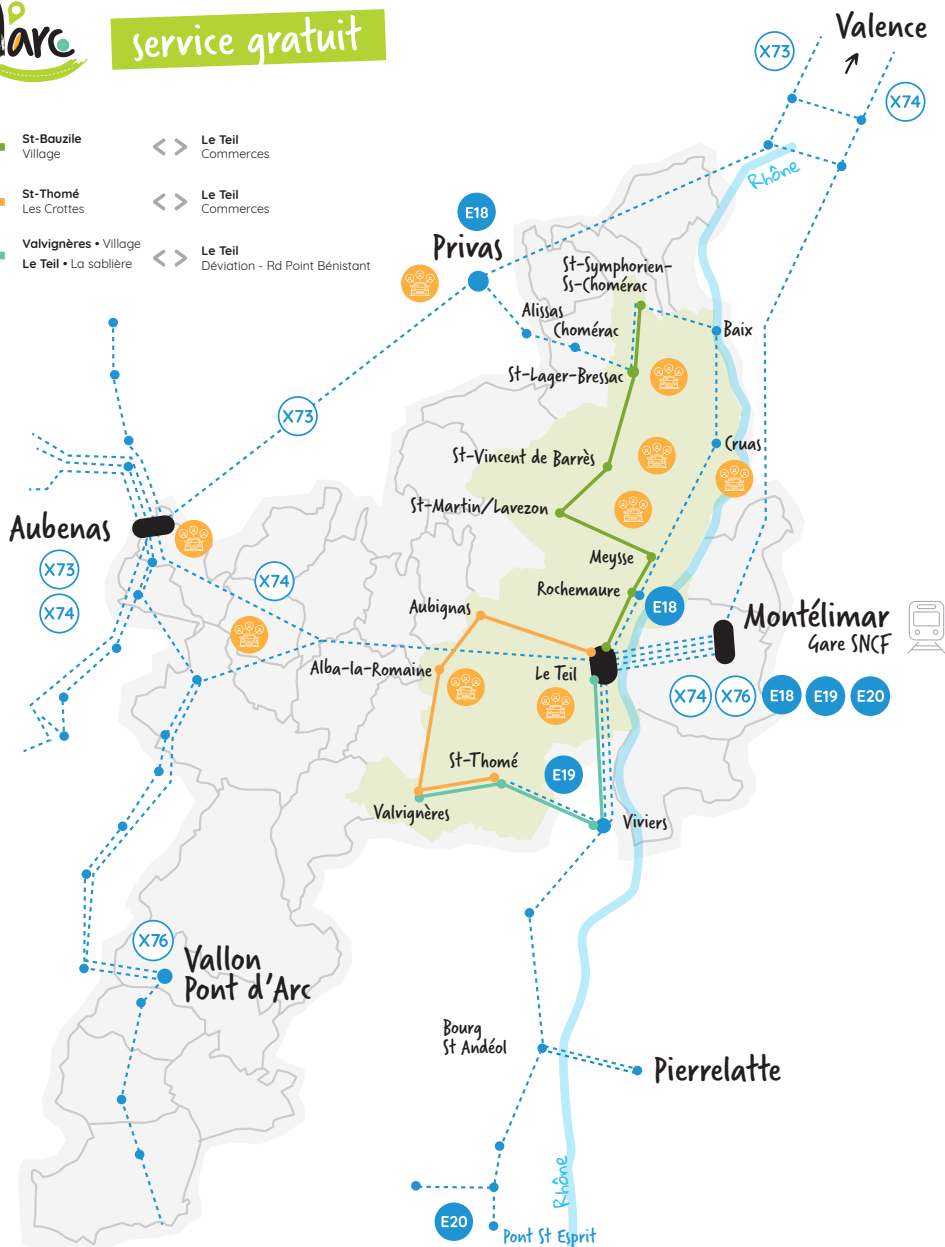 l'arc
service gratuit
St-Bauzile
Village
< >
Le Teil
Commerces
St-Thomé
Les Crottes
< >
Le Teil
Commerces
Valvignères • Village
Le Teil • La sablière
< >
Le Teil
Déviation - Rd Point Bénistant
Valence
X73
X74
Rhône
E18
Privas
St-Symphorien-
Ss-Chomérac
Alissas
Chomérac
Baix
St-Lager-Bressac
X73
St-Vincent de Barrès
Cruas
St-Martin/Lavezon
Aubenas
X73
X74
X74
Meysse
Rochemaure
E18
Aubignas
Montélimar
Gare SNCF
Alba-la-Romaine
Le Teil
X74
X76
E18
E19
E20
St-Thomé
E19
Valvignères
Viviers
X76
Vallon
Pont d'Arc
Bourg
St Andéol
Pierrelatte
Rhône
E20
Pont St Esprit